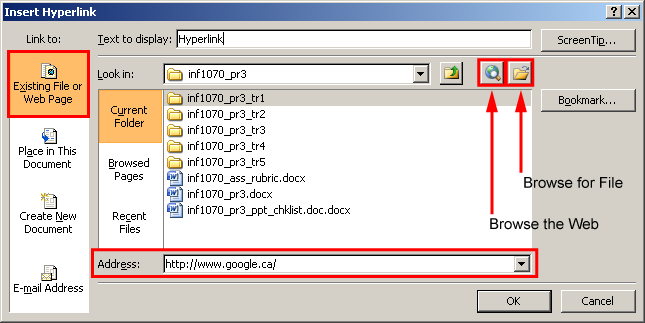 Insert Hyperlink
Link to:
Text to display: Hyperlink
ScreenTip...
Existing File or
Web Page
Look in: inf1070_pr3
Bookmark...
Current
Folder
inf1070_pr3_tr1
inf1070_pr3_tr2
inf1070_pr3_tr3
inf1070_pr3_tr4
inf1070_pr3_tr5
inf1070_ass_rubric.docx
inf1070_pr3.docx
inf1070_pr3_ppt_chklist.doc.docx
Place in This
Document
Browsed
Pages
Browse for File
Browse the Web
Create New
Document
Recent
Files
E-mail Address
Address: http://www.google.ca/
OK
Cancel